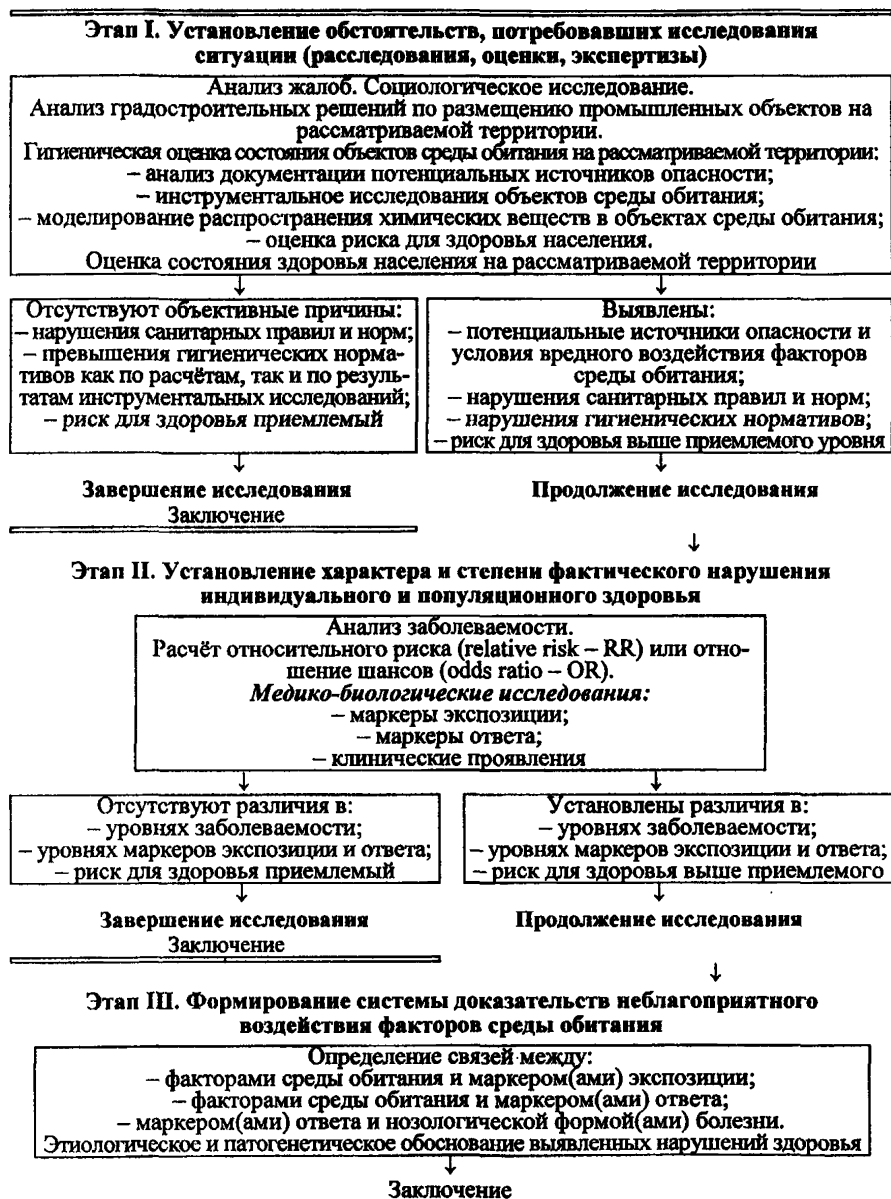 Этап I. Установление обстоятельств, потребовавших исследования
ситуации (расследования, оценки, экспертизы)
Анализ жалоб. Социологическое исследование.
Анализ градостроительных решений по размещению промышленных объектов на
рассматриваемой территории.
Гигиеническая оценка состояния объектов среды обитания на рассматриваемой территории:
– анализ документации потенциальных источников опасности;
– инструментальное исследования объектов среды обитания;
– моделирование распространения химических веществ в объектах среды обитания;
– оценка риска для здоровья населения.
Оценка состояния здоровья населения на рассматриваемой территории
↓ ↓
Отсутствуют объективные причины:
– нарушения санитарных правил и норм;
– превышения гигиенических норма-
тивов как по расчётам, так и по резуль-
татам инструментальных исследований;
– риск для здоровья приемлемый
↓
Завершение исследования
Заключение
Выявлены:
– потенциальные источники опасности и
условия вредного воздействия факторов
среды обитания;
– нарушения санитарных правил и норм;
– нарушения гигиенических нормативов;
– риск для здоровья выше приемлемого уровня
↓
Продолжение исследования
↓
Этап II. Установление характера и степени фактического нарушения
индивидуального и популяционного здоровья
Анализ заболеваемости.
Расчёт относительного риска (relative risk – RR) или отно-
шение шансов (odds ratio – OR).
Медико-биологические исследования:
– маркеры экспозиции;
– маркеры ответа;
– клинические проявления
↓ ↓
Отсутствуют различия в:
– уровнях заболеваемости;
– уровнях маркеров экспозиции и ответа;
– риск для здоровья приемлемый
↓
Завершение исследования
Заключение
Установлены различия в:
– уровнях заболеваемости;
– уровнях маркеров экспозиции и ответа;
– риск для здоровья выше приемлемого
↓
Продолжение исследования
↓
Этап III. Формирование системы доказательств неблагоприятного
воздействия факторов среды обитания
Определение связей между:
– факторами среды обитания и маркером(ами) экспозиции;
– факторами среды обитания и маркером(ами) ответа;
– маркером(ами) ответа и нозологической формой(ами) болезни.
Этиологическое и патогенетическое обоснование выявленных нарушений здоровья
↓
Заключение